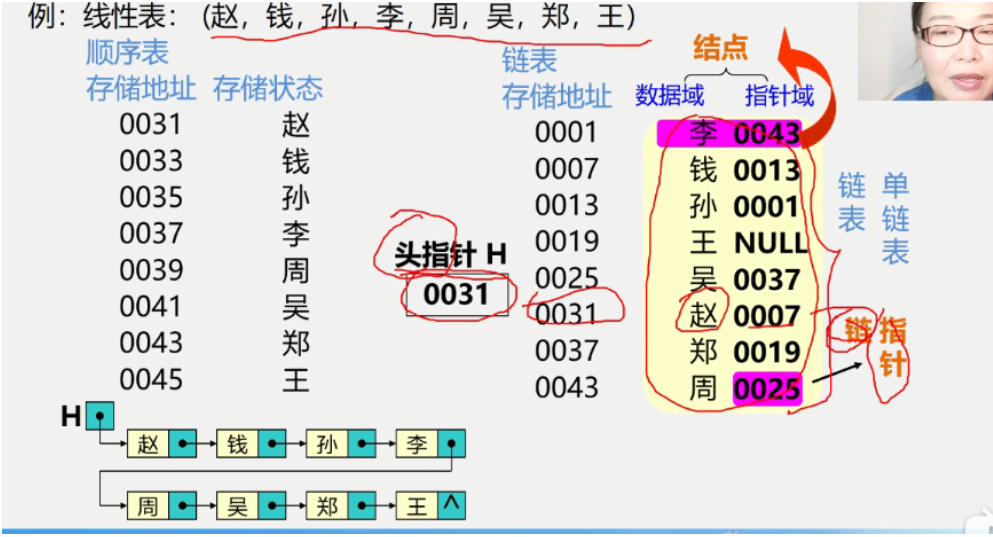 例：线性表：（赵，钱，孙，李，周，吴，郑，王）
顺序表
存储地址 存储状态
0031 赵
0033 钱
0035 孙
0037 李
0039 周
0041 吴
0043 郑
0045 王
链表
存储地址
结点
数据域 指针域
0001 李 0043
0007 钱 0013
0013 孙 0001
0019 王 NULL
0025 吴 0037
0031 赵 0007
0037 郑 0019
0043 周 0025
头指针 H
0031
链表
单链表
链
指针
H
赵 钱 孙 李
周 吴 郑 王 ^